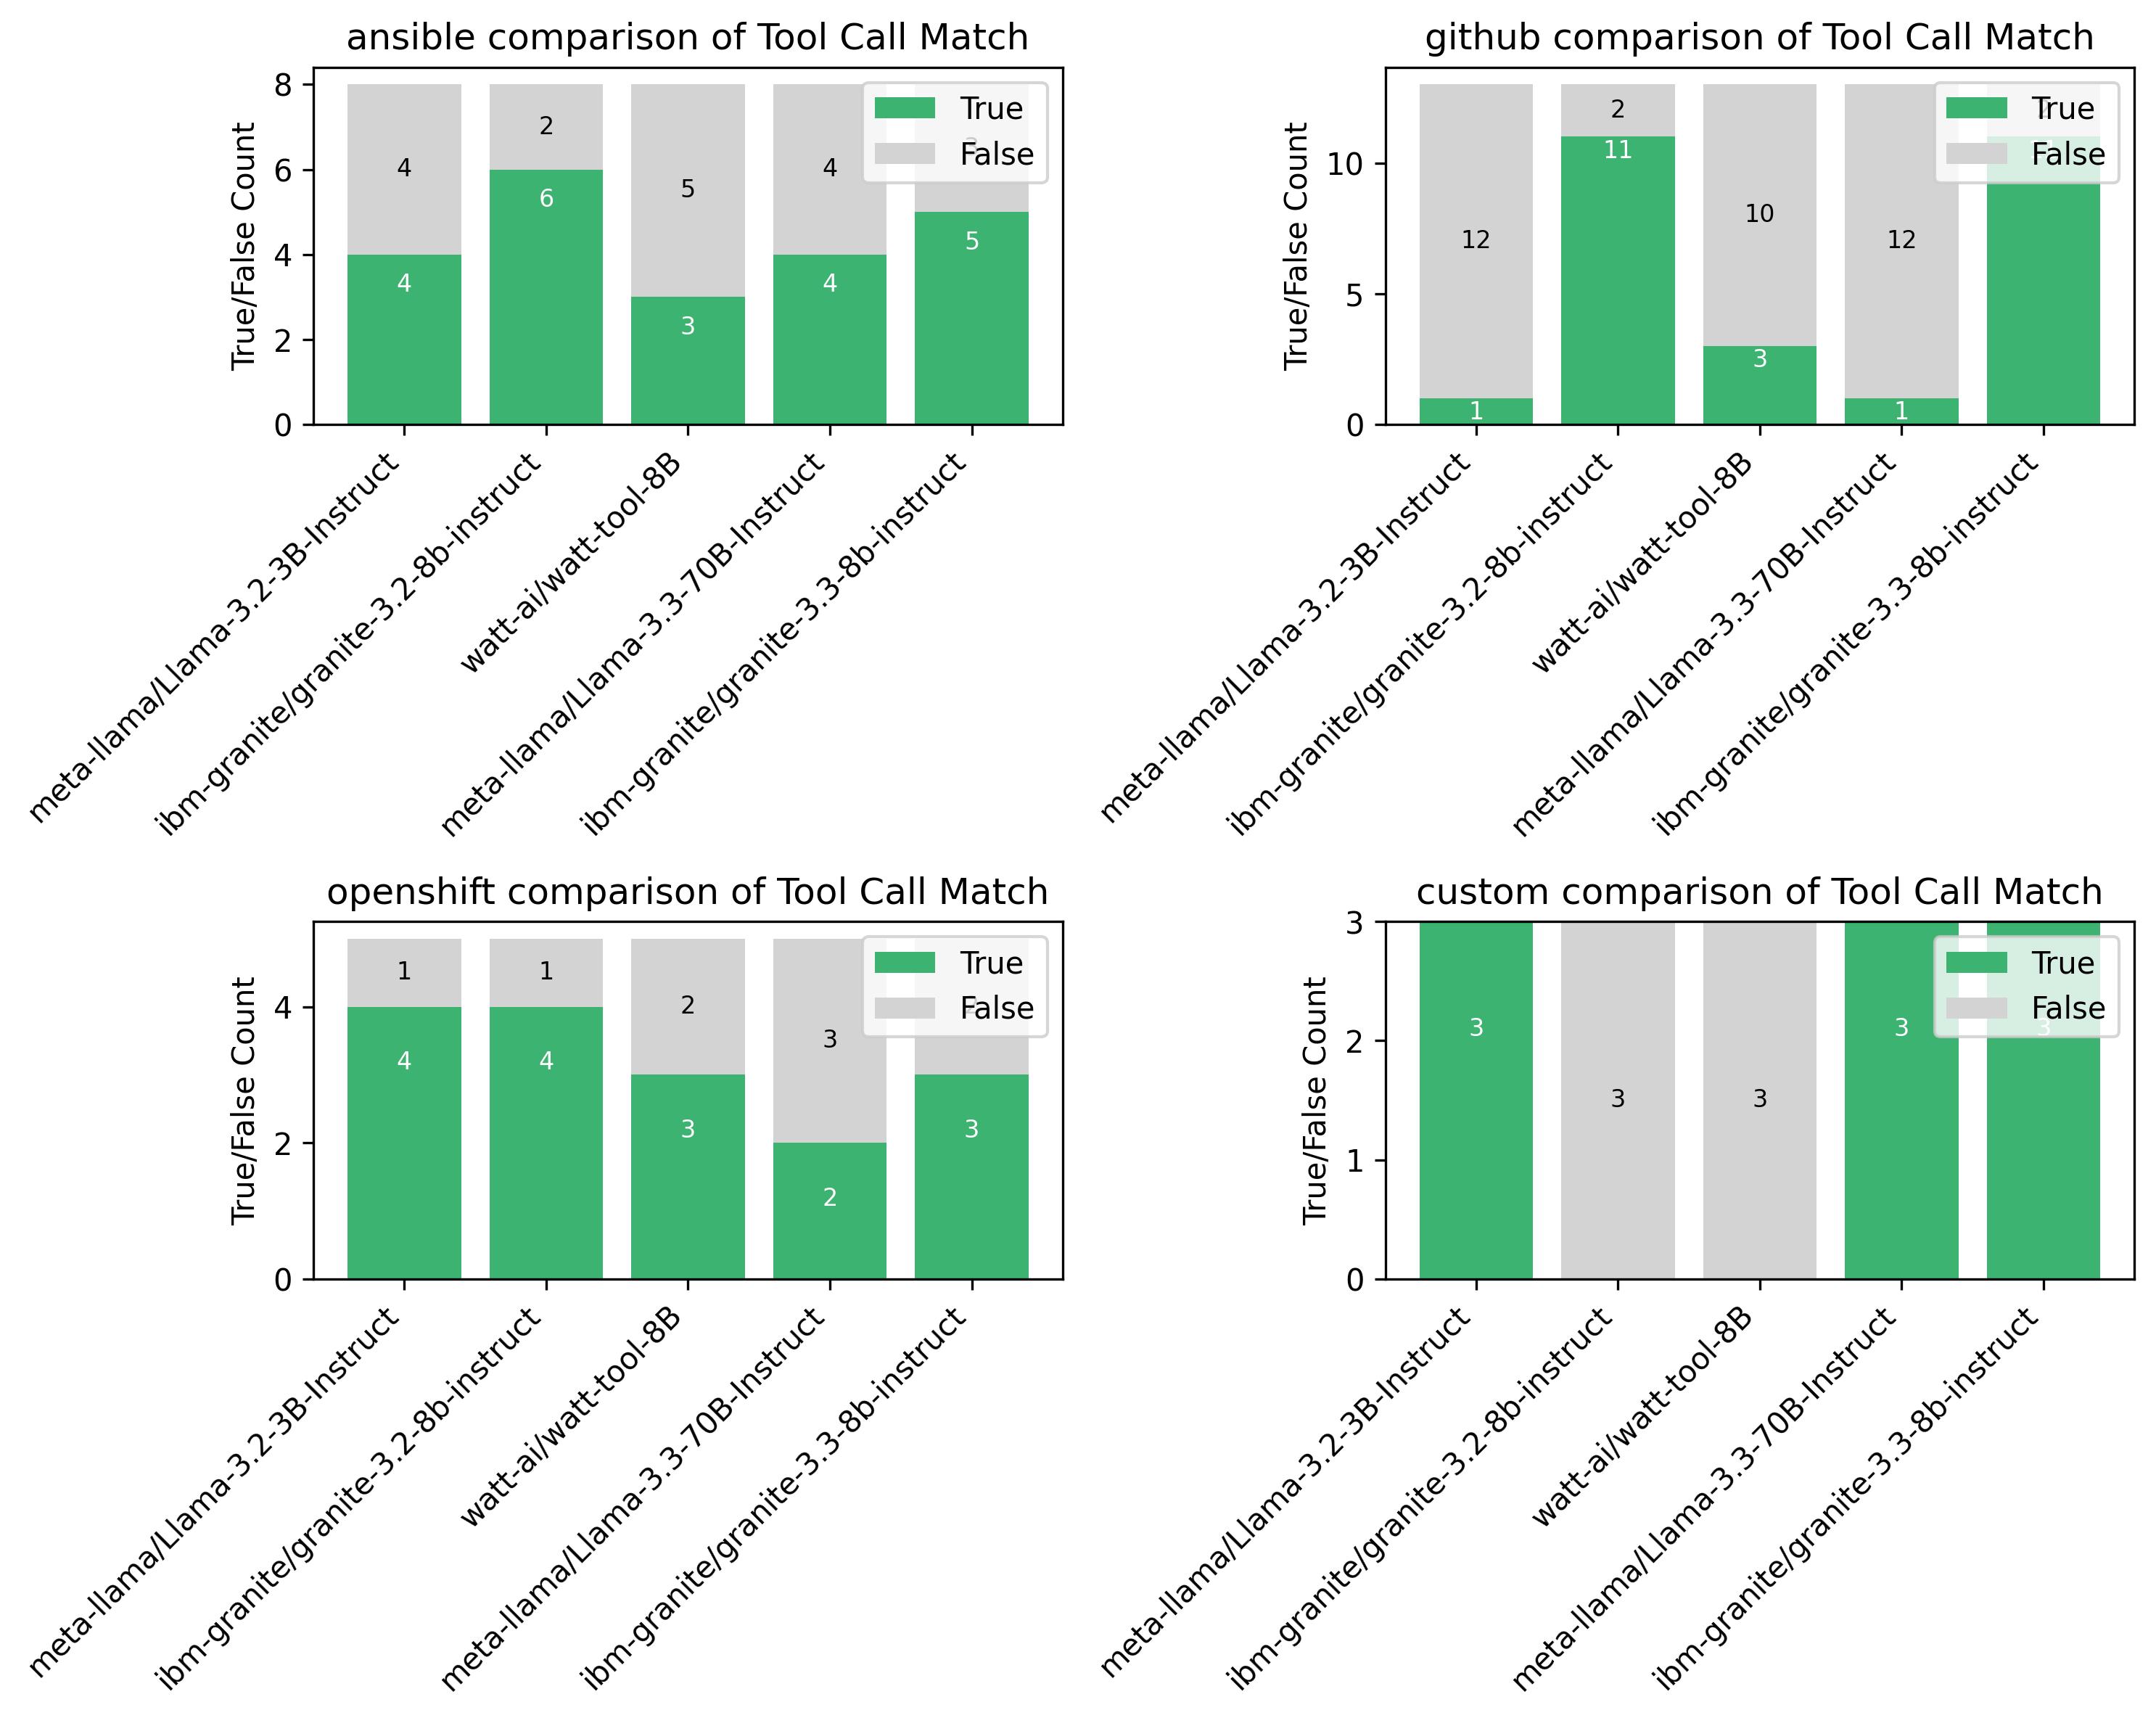 ansible comparison of Tool Call Match
True/False Count
8
6
4
2
0
4
2
5
4
4
6
3
4
5
True
False
meta-llama/Llama-3.2-3B-Instruct
ibm-granite/granite-3.2-8b-instruct
watt-ai/watt-tool-8B
meta-llama/Llama-3.3-70B-Instruct
ibm-granite/granite-3.3-8b-instruct
github comparison of Tool Call Match
True/False Count
10
5
0
12
2
10
12
1
11
3
1
True
False
meta-llama/Llama-3.2-3B-Instruct
ibm-granite/granite-3.2-8b-instruct
watt-ai/watt-tool-8B
meta-llama/Llama-3.3-70B-Instruct
ibm-granite/granite-3.3-8b-instruct
openshift comparison of Tool Call Match
True/False Count
4
2
0
1
1
2
3
4
4
3
2
3
True
False
meta-llama/Llama-3.2-3B-Instruct
ibm-granite/granite-3.2-8b-instruct
watt-ai/watt-tool-8B
meta-llama/Llama-3.3-70B-Instruct
ibm-granite/granite-3.3-8b-instruct
custom comparison of Tool Call Match
True/False Count
3
2
1
0
3
3
3
3
3
True
False
meta-llama/Llama-3.2-3B-Instruct
ibm-granite/granite-3.2-8b-instruct
watt-ai/watt-tool-8B
meta-llama/Llama-3.3-70B-Instruct
ibm-granite/granite-3.3-8b-instruct